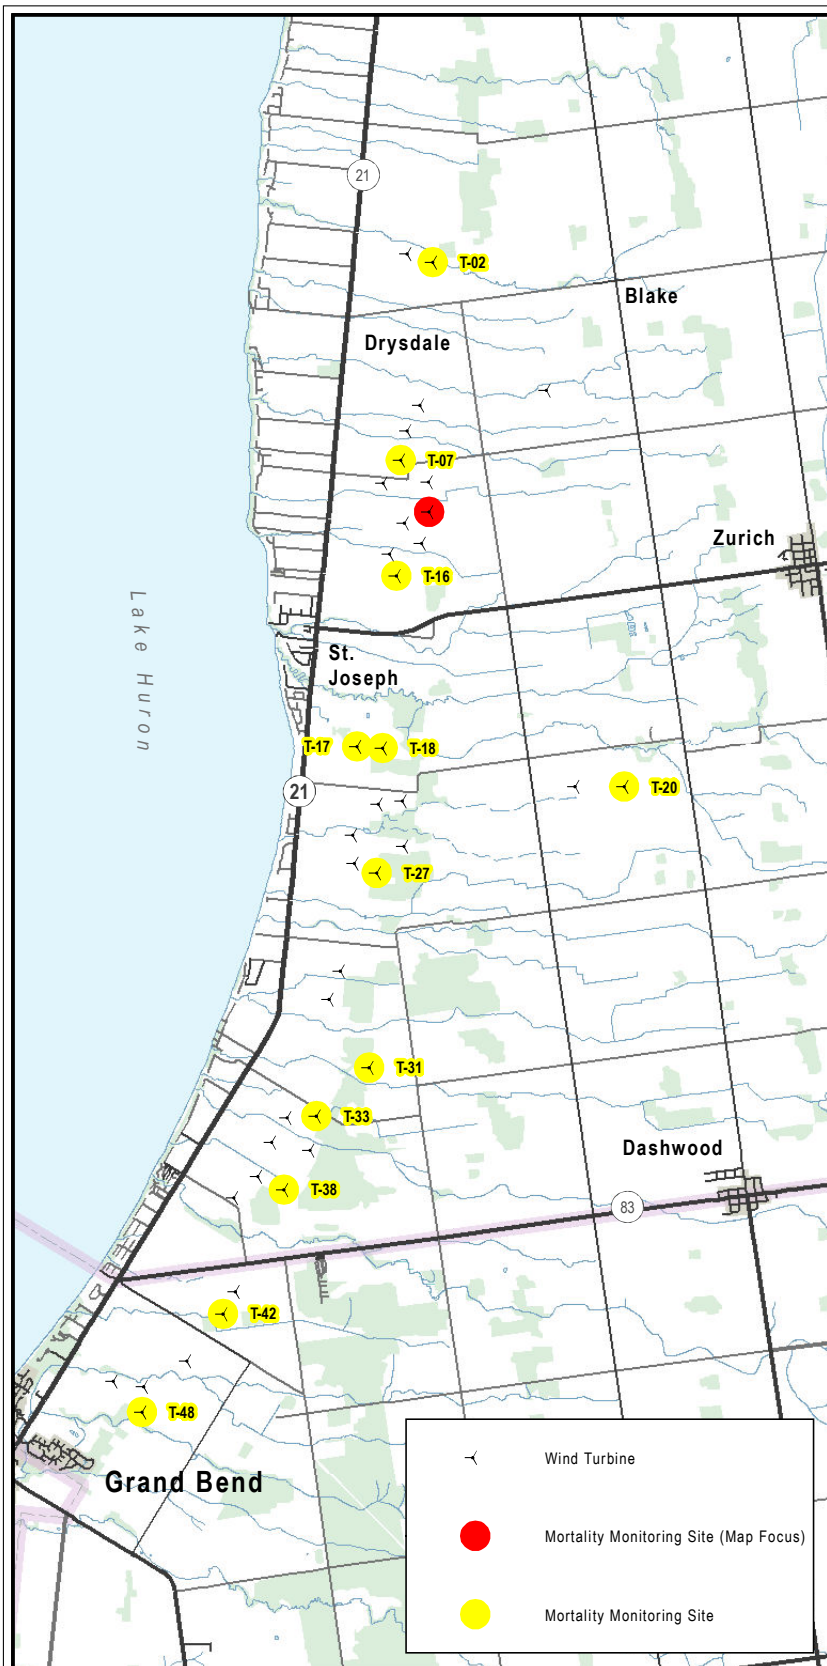 21
T-02
Blake
Drysdale
T-07
Zurich
T-16
Lake Huron
St.
Joseph
T-17
T-18
21
T-20
T-27
T-31
T-33
Dashwood
T-38
83
T-42
T-48
Grand Bend
Wind Turbine
Mortality Monitoring Site (Map Focus)
Mortality Monitoring Site